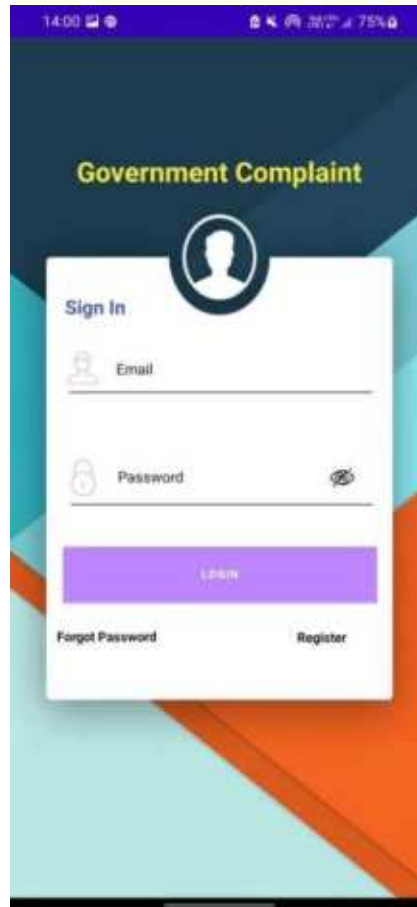 14:00
75%
Government Complaint
Sign In
Email
Password
LOGIN
Forgot Password
Register